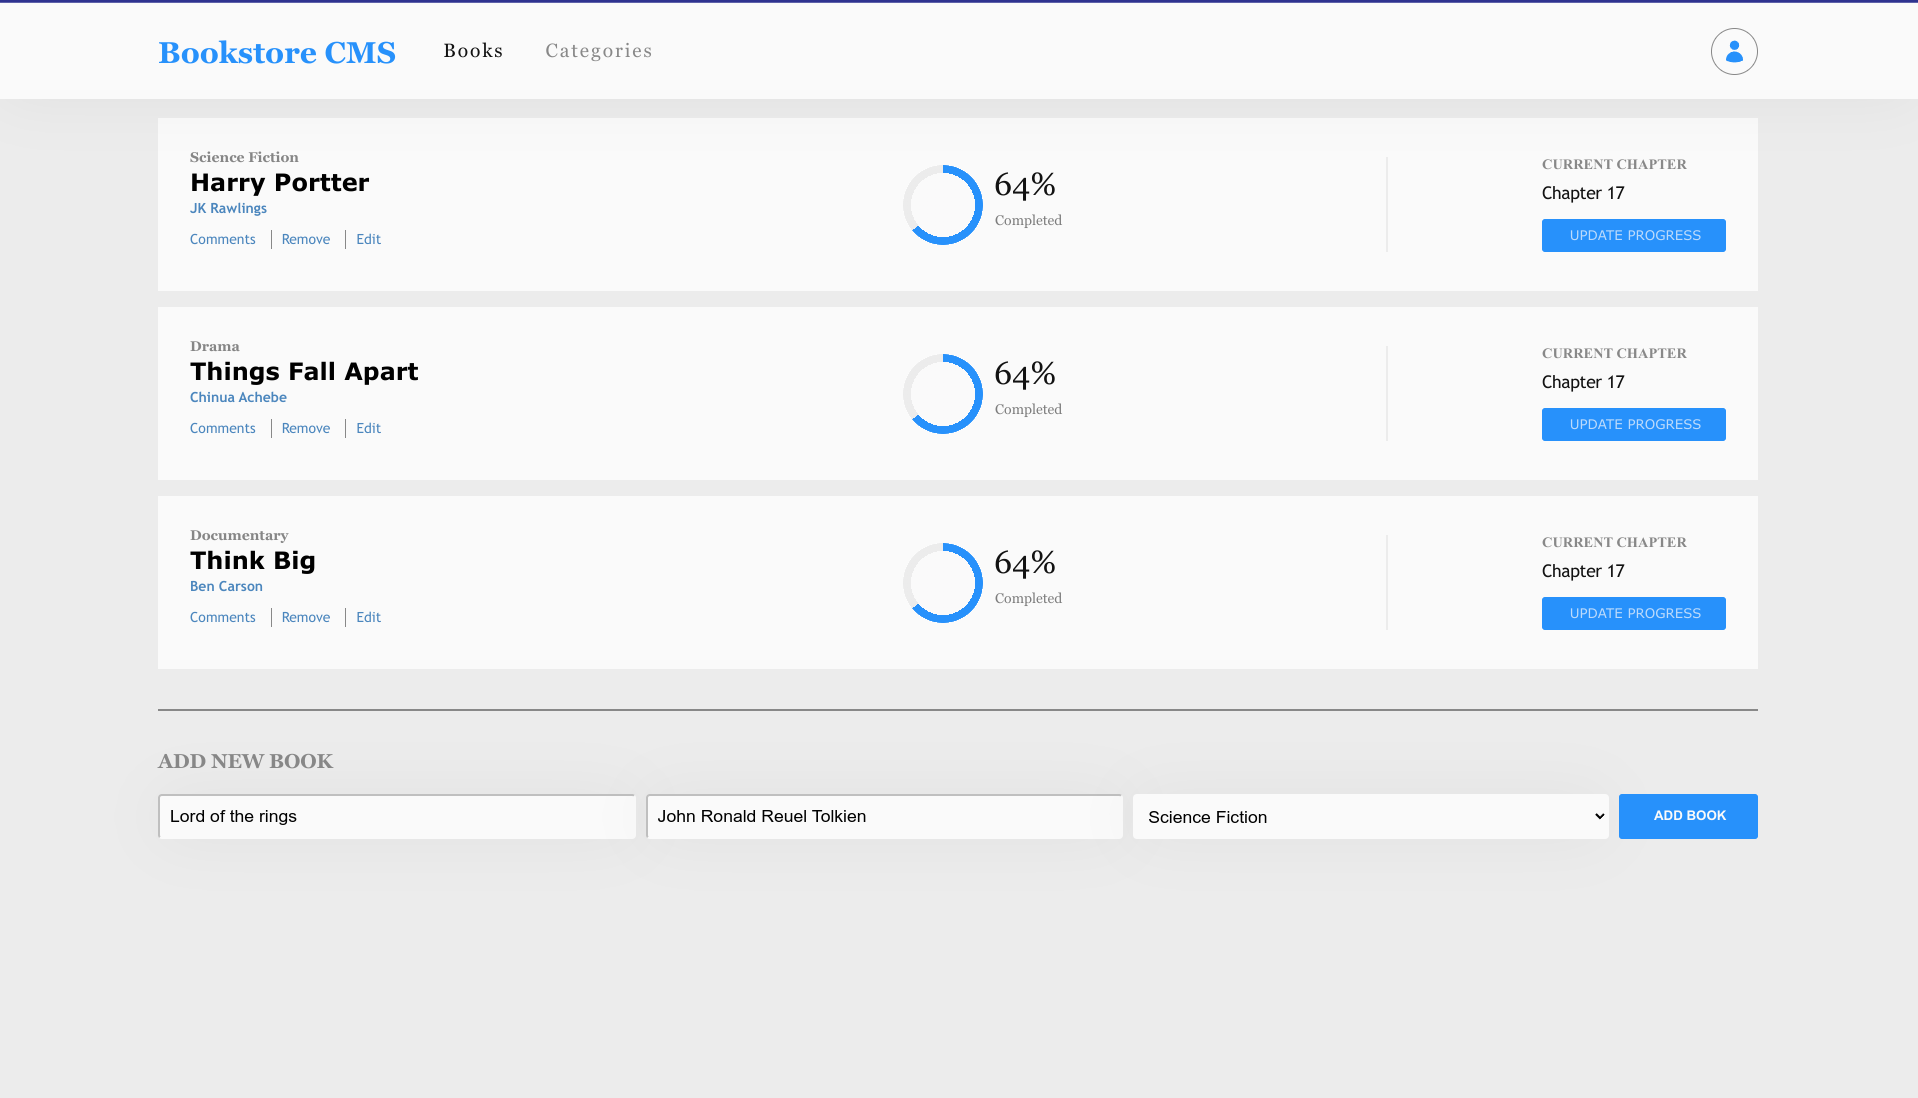 Bookstore CMS Books Categories
Science Fiction
Harry Portter
JK Rawlings
Comments Remove Edit
64%
Completed
CURRENT CHAPTER
Chapter 17
UPDATE PROGRESS
Drama
Things Fall Apart
Chinua Achebe
Comments Remove Edit
64%
Completed
CURRENT CHAPTER
Chapter 17
UPDATE PROGRESS
Documentary
Think Big
Ben Carson
Comments Remove Edit
64%
Completed
CURRENT CHAPTER
Chapter 17
UPDATE PROGRESS
ADD NEW BOOK
Lord of the rings John Ronald Reuel Tolkien Science Fiction ADD BOOK